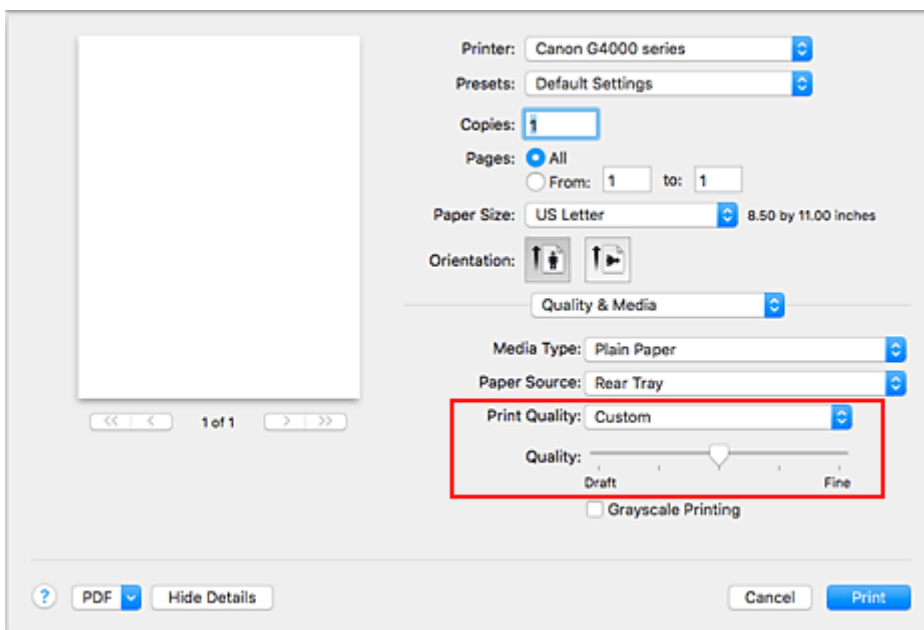 Printer: Canon G4000 series
Presets: Default Settings
Copies: 1
Pages: All
From: 1 to: 1
Paper Size: US Letter 8.50 by 11.00 inches
Orientation:
Quality & Media
Media Type: Plain Paper
Paper Source: Rear Tray
<< < 1 of 1 > >>
Print Quality: Custom
Quality:
Draft Fine
Grayscale Printing
? PDF Hide Details Cancel Print